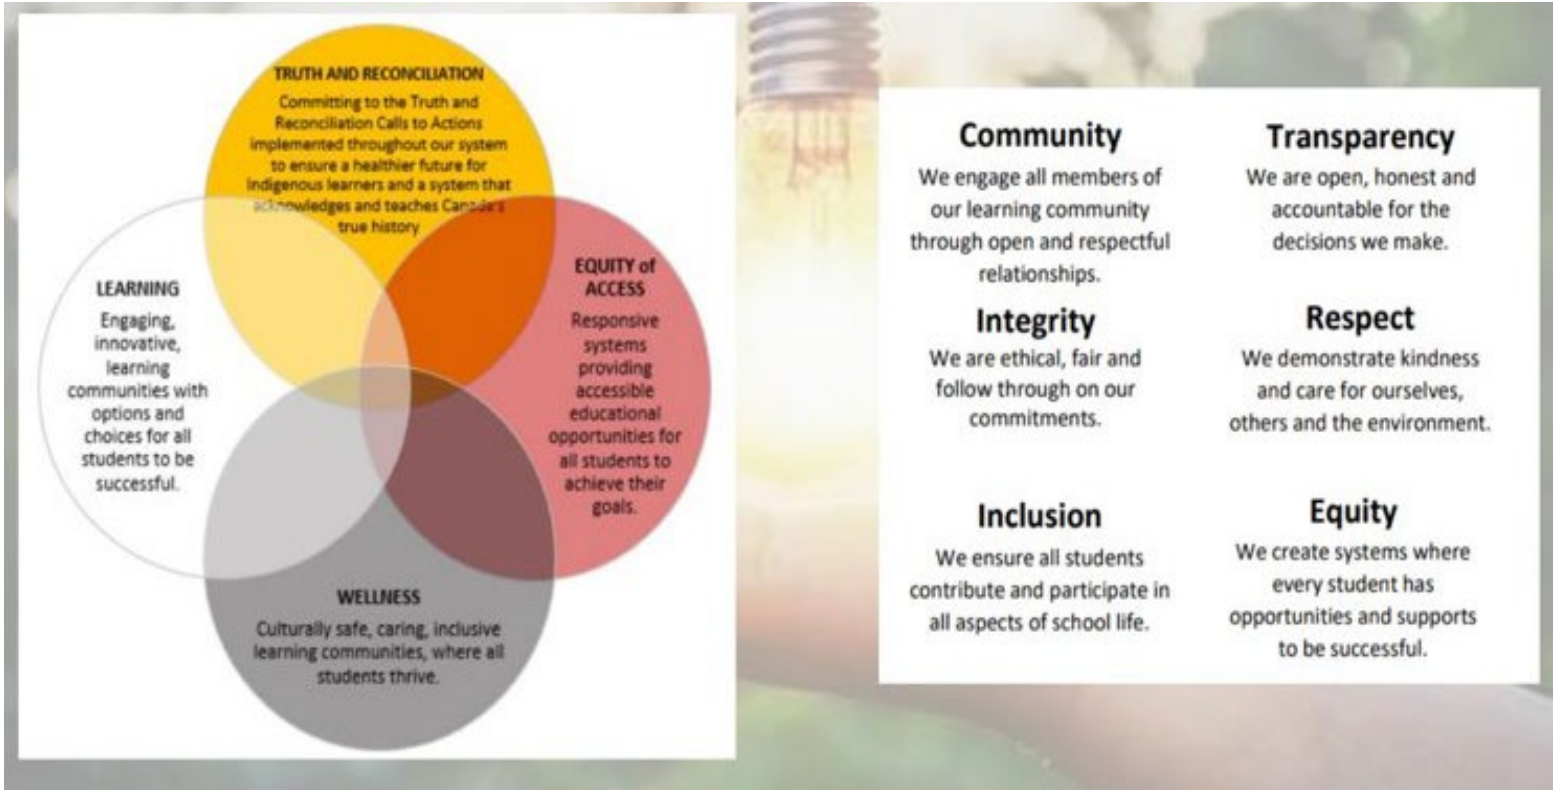 TRUTH AND RECONCILIATION
Committing to the Truth and
Reconciliation Calls to Actions
implemented throughout our system
to ensure a healthier future for
Indigenous learners and a system that
acknowledges and teaches Canada's
true history
LEARNING
Engaging,
innovative,
learning
communities with
options and
choices for all
students to be
successful.
EQUITY of
ACCESS
Responsive
systems
providing
accessible
educational
opportunities for
all students to
achieve their
goals.
WELLNESS
Culturally safe, caring, inclusive
learning communities, where all
students thrive.
Community
We engage all members of
our learning community
through open and respectful
relationships.
Transparency
We are open, honest and
accountable for the
decisions we make.
Integrity
We are ethical, fair and
follow through on our
commitments.
Respect
We demonstrate kindness
and care for ourselves,
others and the environment.
Inclusion
We ensure all students
contribute and participate in
all aspects of school life.
Equity
We create systems where
every student has
opportunities and supports
to be successful.